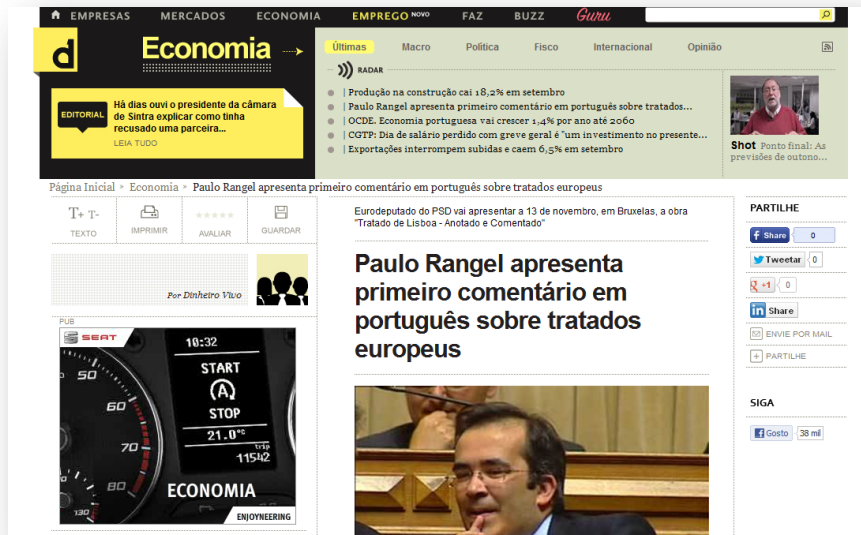 EMPRESAS MERCADOS ECONOMIA EMPREGO NOVO FAZ BUZZ Guru
d
Economia
Últimas Macro Politica Fisco Internacional Opinião
RADAR
Produção na construção cai 18,2% em setembro
Paulo Rangel apresenta primeiro comentário em português sobre tratados...
OCDE. Economia portuguesa vai crescer 1,4% por ano até 2060
CGTP: Dia de salário perdido com greve geral é "um investimento no presente...
Exportações interrompem subidas e caem 6,5% em setembro
EDITORIAL
Há dias ouvi o presidente da câmara
de Sintra explicar como tinha
recusado uma parceira...
LEIA TUDO
Shot Ponto final: As
previsões de outono...
Página Inicial » Economia » Paulo Rangel apresenta primeiro comentário em português sobre tratados europeus
T+ T-
TEXTO IMPRIMIR AVALIAR GUARDAR
Por Dinheiro Vivo
PUB
SEAT
10:32
START
(A)
STOP
21.0°C
trip
11542
50
60
70
80
130
ECONOMIA
ENJOYNEERING
Eurodeputado do PSD vai apresentar a 13 de novembro, em Bruxelas, a obra
"Tratado de Lisboa - Anotado e Comentado"
Paulo Rangel apresenta
primeiro comentário em
português sobre tratados
europeus
PARTILHE
f Share 0
Tweetar 0
+1 0
in Share
ENVIE POR MAIL
+ PARTILHE
SIGA
f Gosto 38 mil